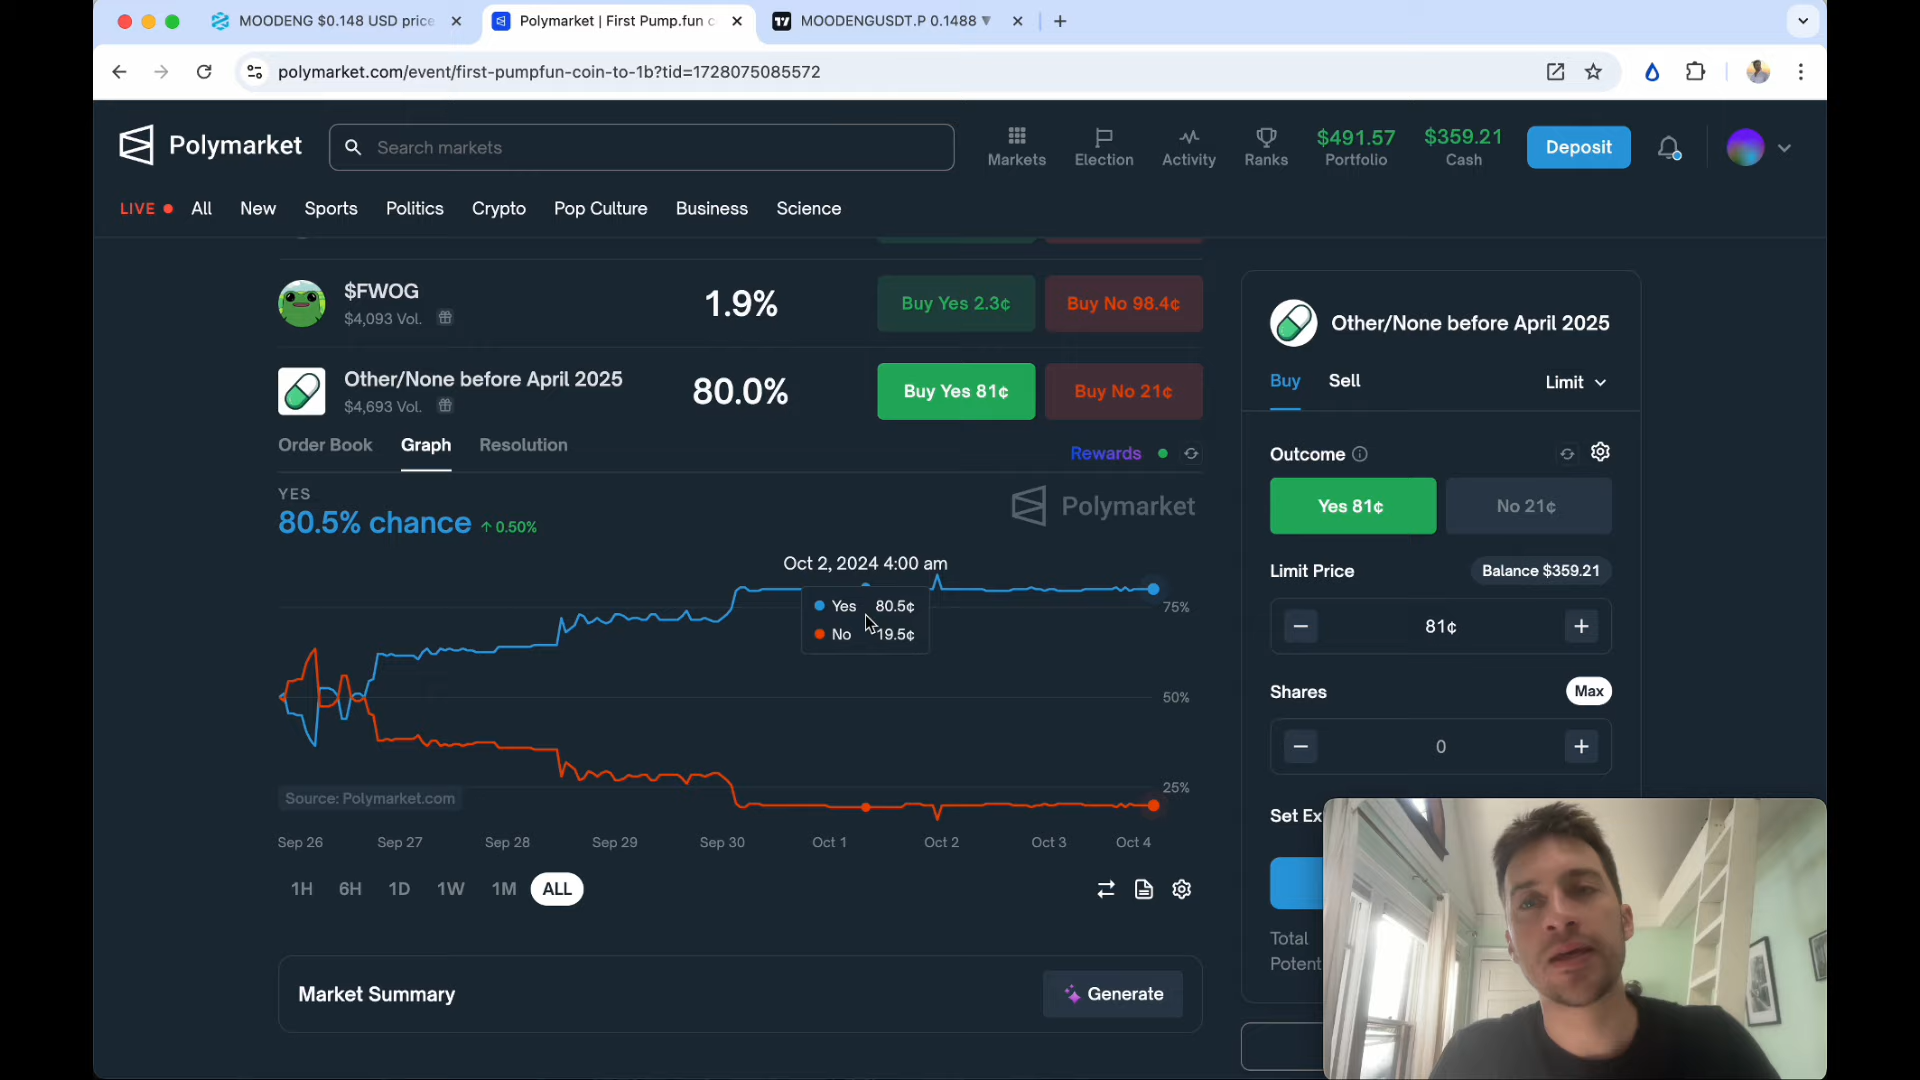 MOODENG $0.148 USD price
Polymarket | First Pump.fun c
MOODENGUSDT.P 0.1488 ▼
polymarket.com/event/first-pumpfun-coin-to-1b?tid=1728075085572
Polymarket
Search markets
Markets
Election
Activity
Ranks
$491.57
Portfolio
$359.21
Cash
Deposit
LIVE
All
New
Sports
Politics
Crypto
Pop Culture
Business
Science
$FWOG
$4,093 Vol.
1.9%
Buy Yes 2.3¢
Buy No 98.4¢
Other/None before April 2025
$4,693 Vol.
80.0%
Buy Yes 81¢
Buy No 21¢
Order Book
Graph
Resolution
Rewards
YES
80.5% chance
↑ 0.50%
Polymarket
Oct 2, 2024 4:00 am
Yes 80.5¢
No 19.5¢
75%
50%
25%
Source: Polymarket.com
Sep 26
Sep 27
Sep 28
Sep 29
Sep 30
Oct 1
Oct 2
Oct 3
Oct 4
1H
6H
1D
1W
1M
ALL
Market Summary
Generate
Other/None before April 2025
Buy
Sell
Limit
Outcome
Yes 81¢
No 21¢
Limit Price
Balance $359.21
81¢
Shares
Max
0
Set Ex
Total
Potent